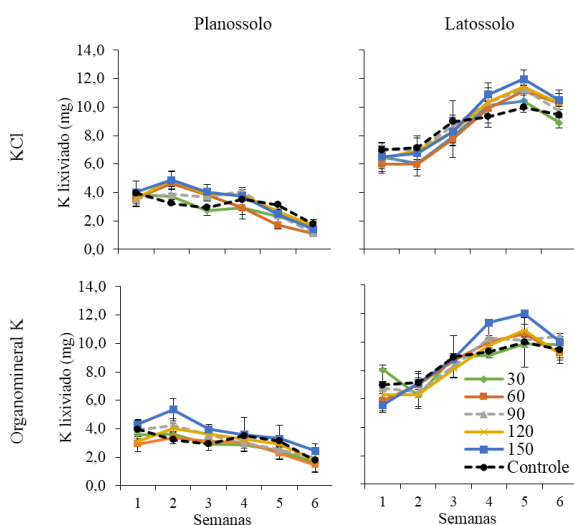 Planossolo Latossolo
KCl
K lixiviado (mg)
14,0
12,0
10,0
8,0
6,0
4,0
2,0
0,0
Organomineral K
K lixiviado (mg)
14,0
12,0
10,0
8,0
6,0
4,0
2,0
0,0
30
60
90
120
150
Controle
1 2 3 4 5 6
Semanas
1 2 3 4 5 6
Semanas